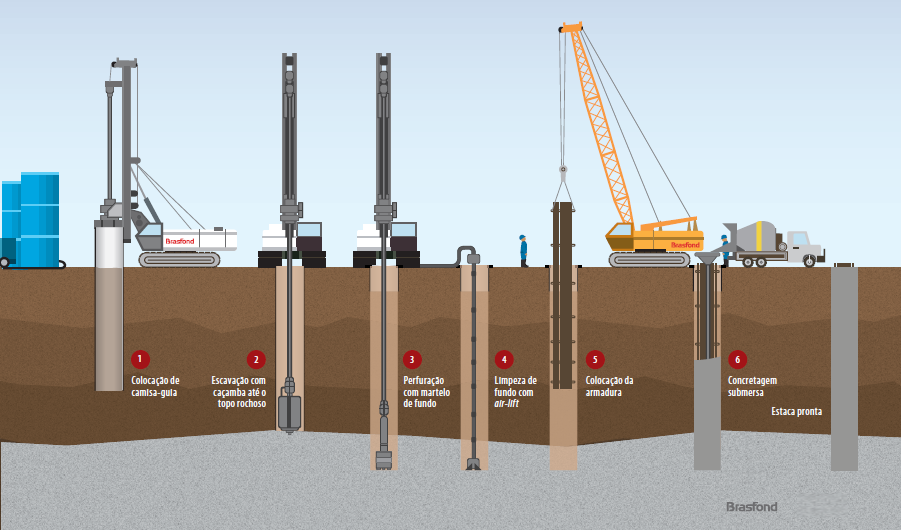 Brasfond
Brasfond
1
Colocação de
camisa-guia
2
Escavação com
caçamba até o
topo rochoso
3
Perfuração
com martelo
de fundo
4
Limpeza de
fundo com
air-lift
5
Colocação da
armadura
6
Concretagem
submersa
Estaca pronta
Brasfond